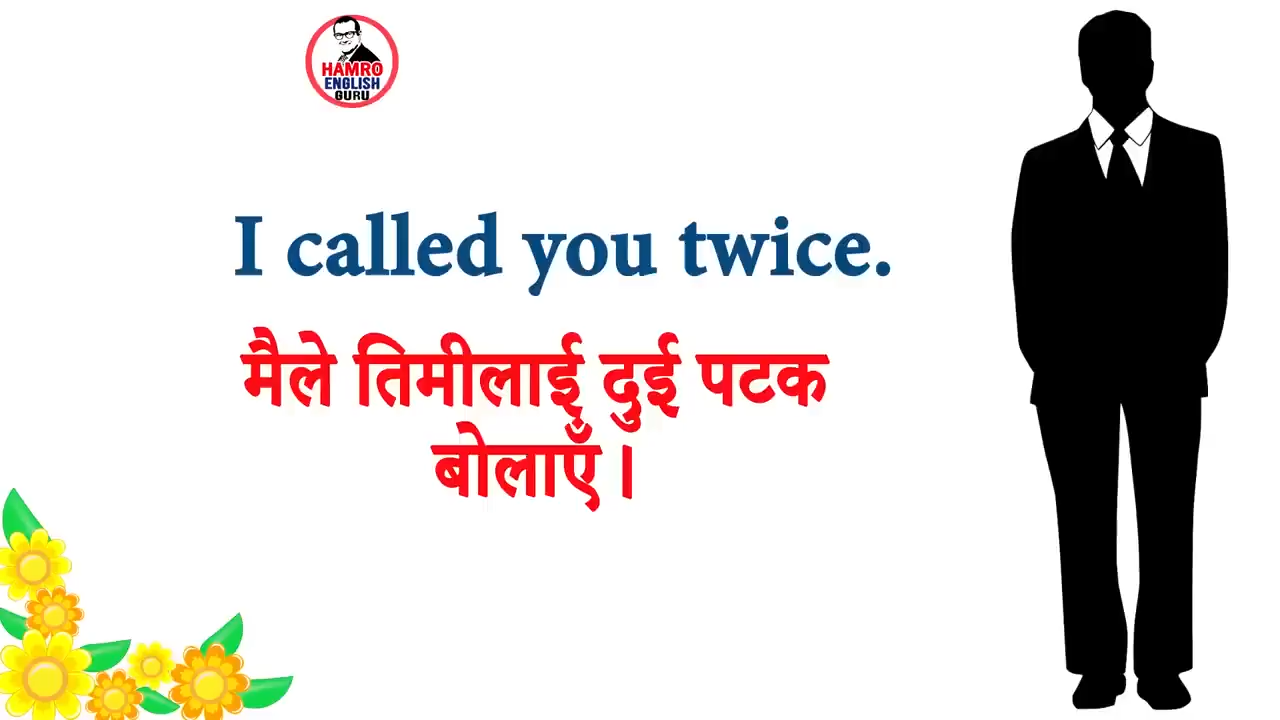 HAMRO
ENGLISH
GURU
I called you twice.
मैले तिमीलाई दुई पटक
बोलाएँ ।